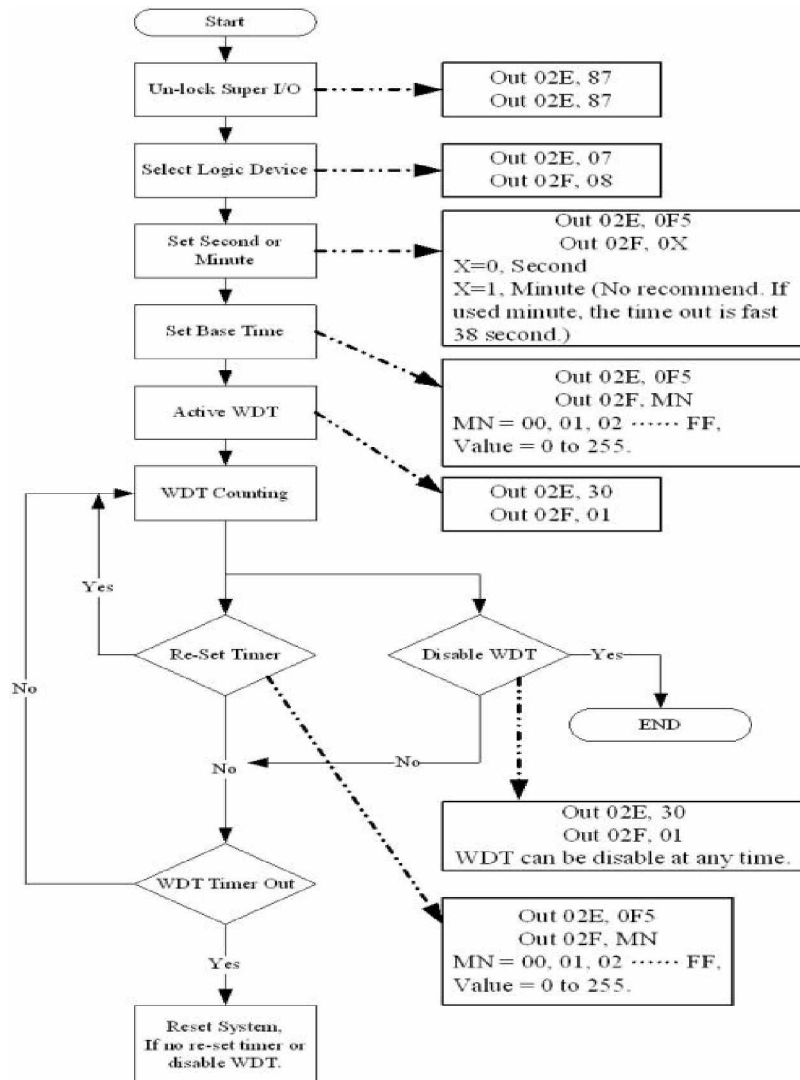 Start
Un-lock Super I/O
Out 02E, 87
Out 02E, 87
Select Logic Device
Out 02E, 07
Out 02F, 08
Set Second or
Minute
Out 02E, 0F5
Out 02F, 0X
X=0, Second
X=1, Minute (No recommend. If
used minute, the time out is fast
38 second.)
Set Base Time
Out 02E, 0F5
Out 02F, MN
MN = 00, 01, 02 ······ FF,
Value = 0 to 255.
Active WDT
Out 02E, 30
Out 02F, 01
WDT Counting
Yes
Re-Set Timer
Disable WDT
Yes
No
END
No
No
Out 02E, 30
Out 02F, 01
WDT can be disable at any time.
WDT Timer Out
Out 02E, 0F5
Out 02F, MN
MN = 00, 01, 02 ······ FF,
Value = 0 to 255.
Yes
Reset System,
If no re-set timer or
disable WDT.